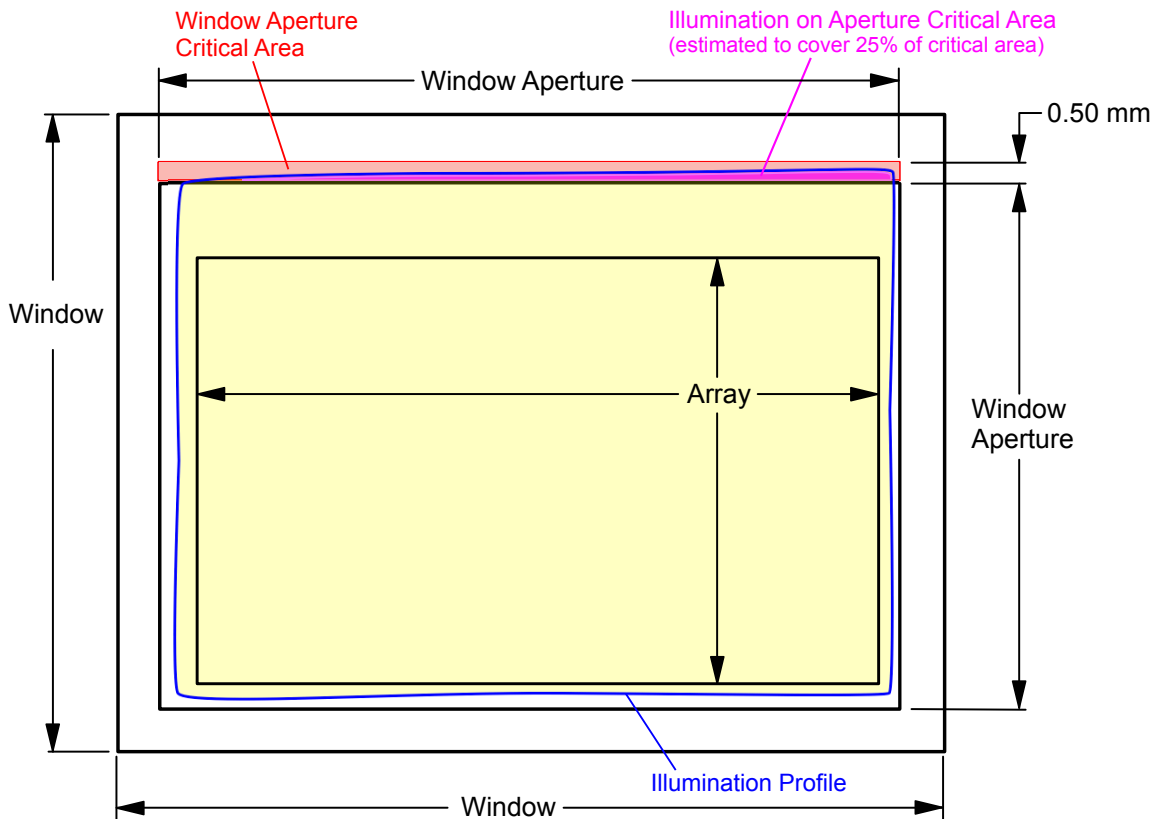 Window Aperture
Critical Area
Illumination on Aperture Critical Area
(estimated to cover 25% of critical area)
Window Aperture
0.50 mm
Window
Array
Window
Aperture
Illumination Profile
Window